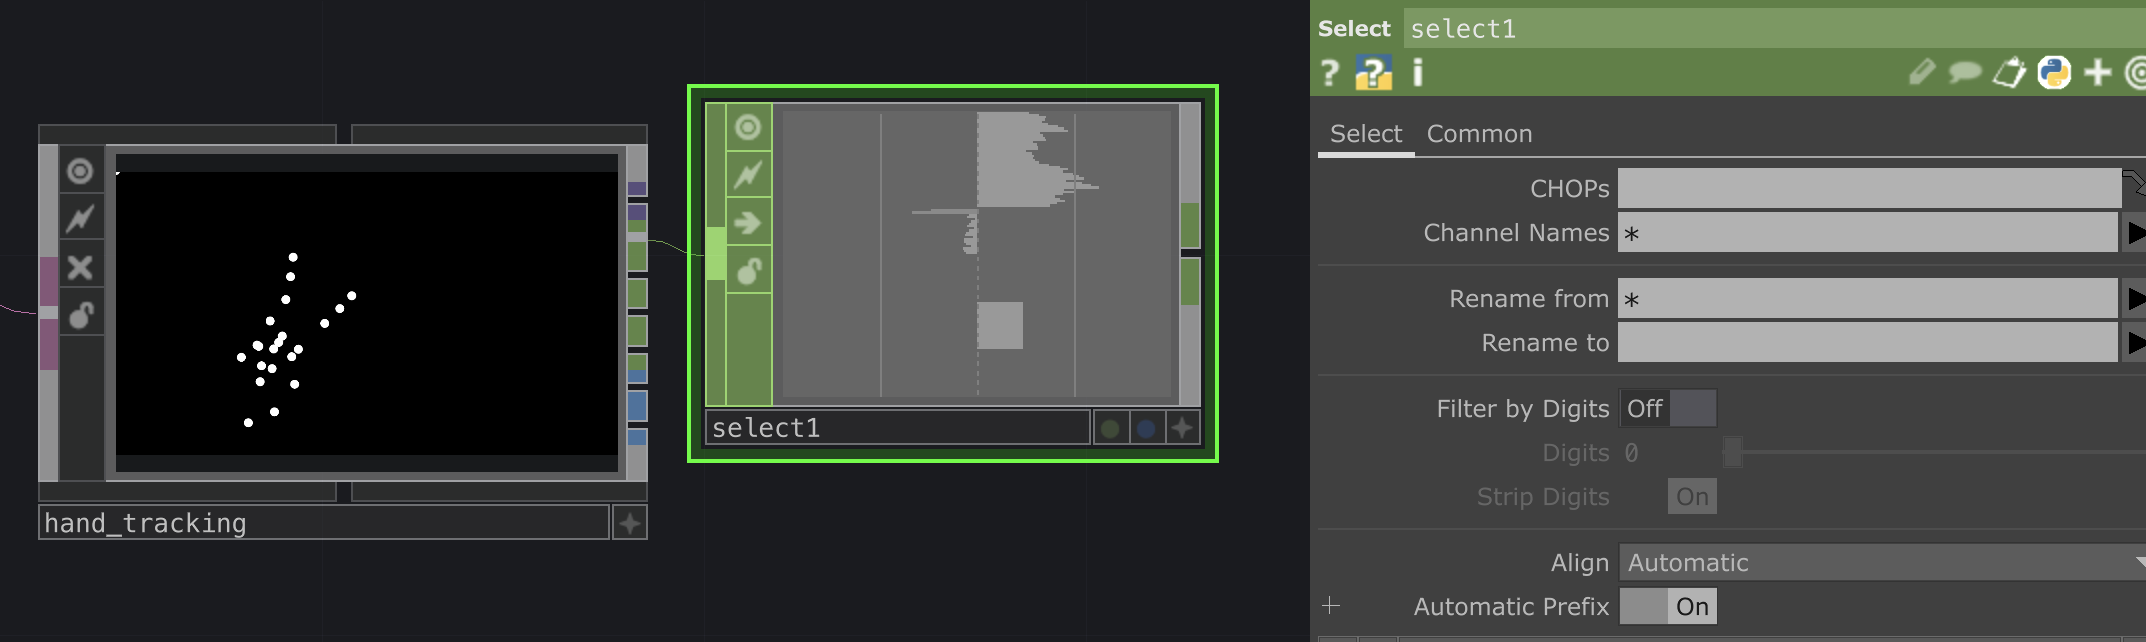 hand_tracking
select1
Select select1
? ? i
Select Common
CHOPs
Channel Names *
Rename from *
Rename to
Filter by Digits Off
Digits 0
Strip Digits On
Align Automatic
+ Automatic Prefix On